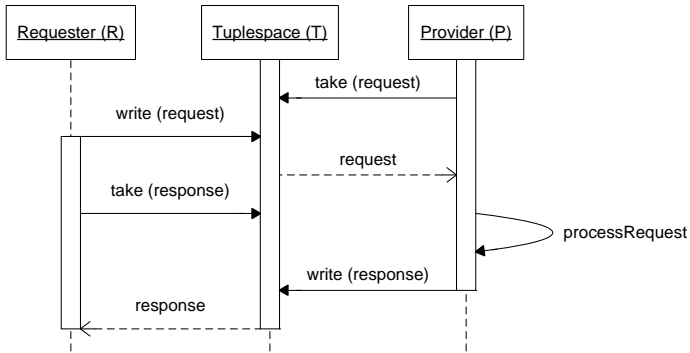 Requester (R)
Tuplespace (T)
Provider (P)
take (request)
write (request)
request
take (response)
processRequest
write (response)
response